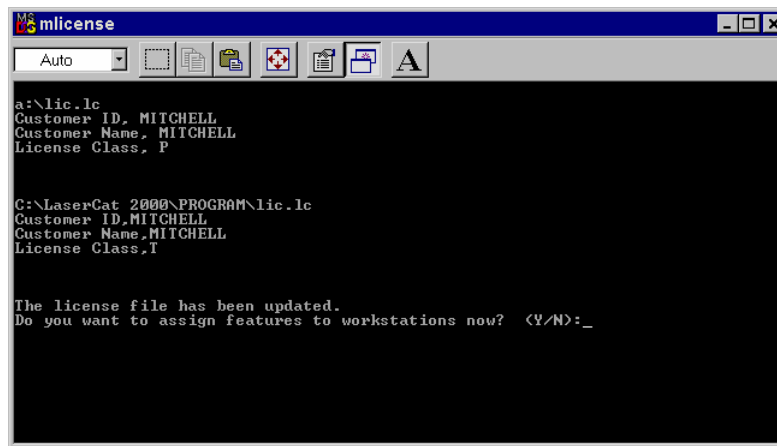 mlicense
Auto
A
a:\lic.lc
Customer ID, MITCHELL
Customer Name, MITCHELL
License Class, P
C:\LaserCat 2000\PROGRAM\lic.lc
Customer ID,MITCHELL
Customer Name,MITCHELL
License Class,T
The license file has been updated.
Do you want to assign features to workstations now?  (Y/N):_